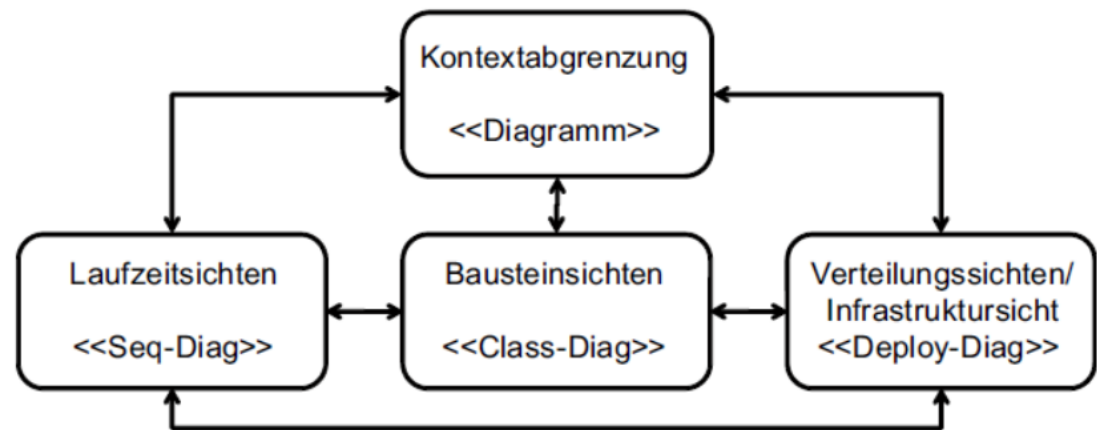 Kontextabgrenzung
<<Diagramm>>
Laufzeitsichten
<<Seq-Diag>>
Bausteinsichten
<<Class-Diag>>
Verteilungssichten/
Infrastruktursicht
<<Deploy-Diag>>